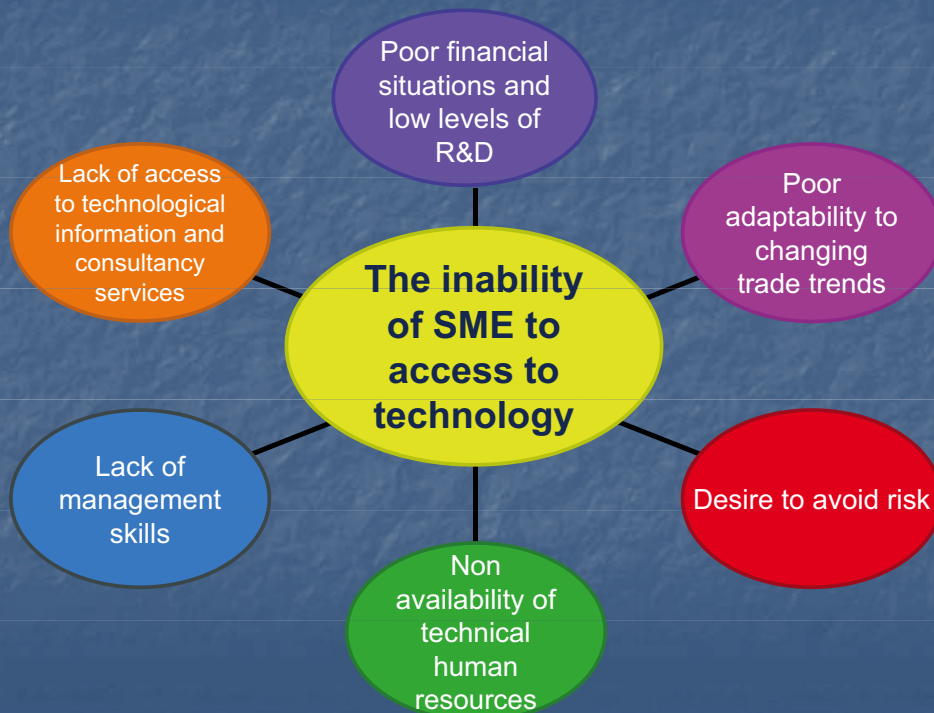 Poor financial
situations and
low levels of
R&D
Lack of access
to technological
information and
consultancy
services
Poor
adaptability to
changing
trade trends
The inability
of SME to
access to
technology
Lack of
management
skills
Desire to avoid risk
Non
availability of
technical
human
resources